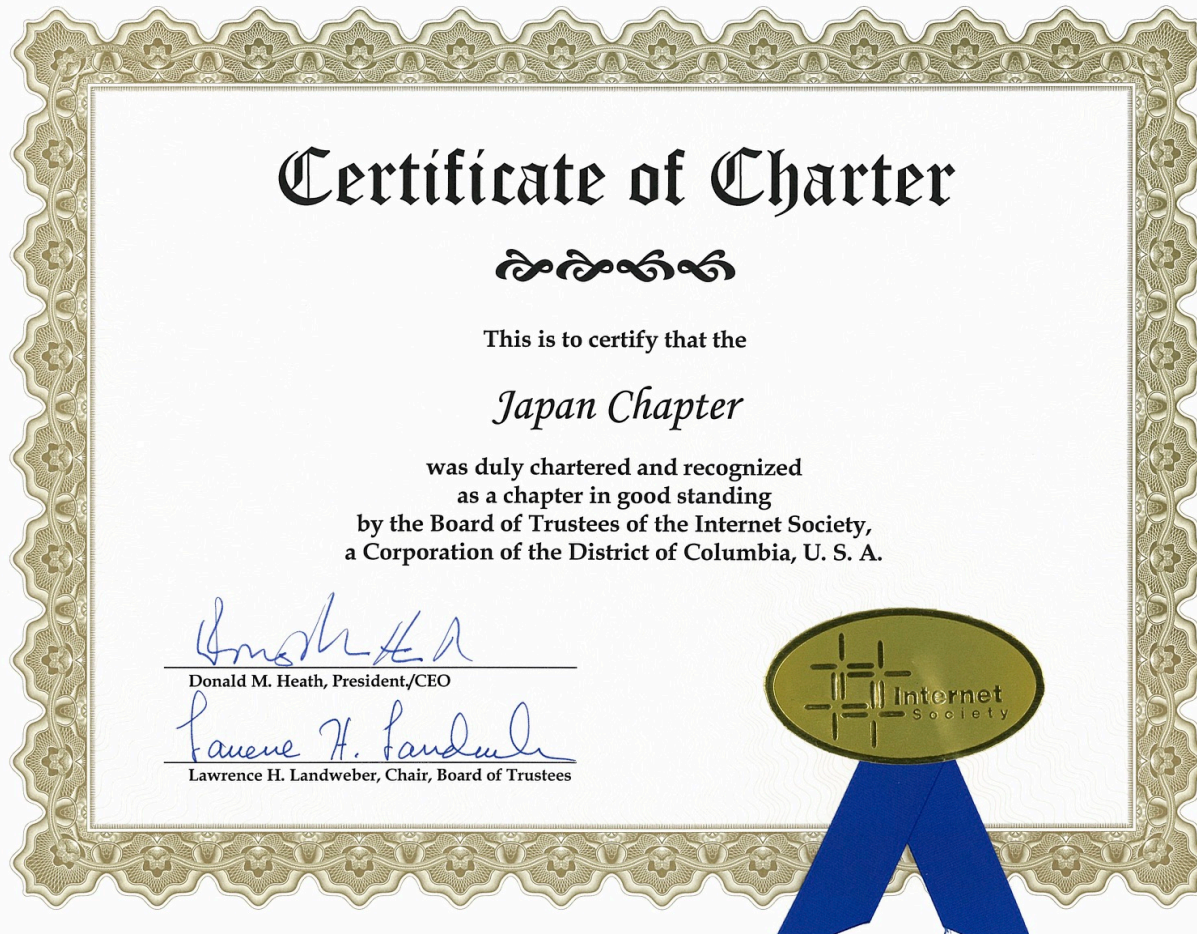 Certificate of Charter
This is to certify that the
Japan Chapter
was duly chartered and recognized
as a chapter in good standing
by the Board of Trustees of the Internet Society,
a Corporation of the District of Columbia, U. S. A.
Donald M. Heath, President/CEO
Lawrence H. Landweber
Lawrence H. Landweber, Chair, Board of Trustees
Internet
Society